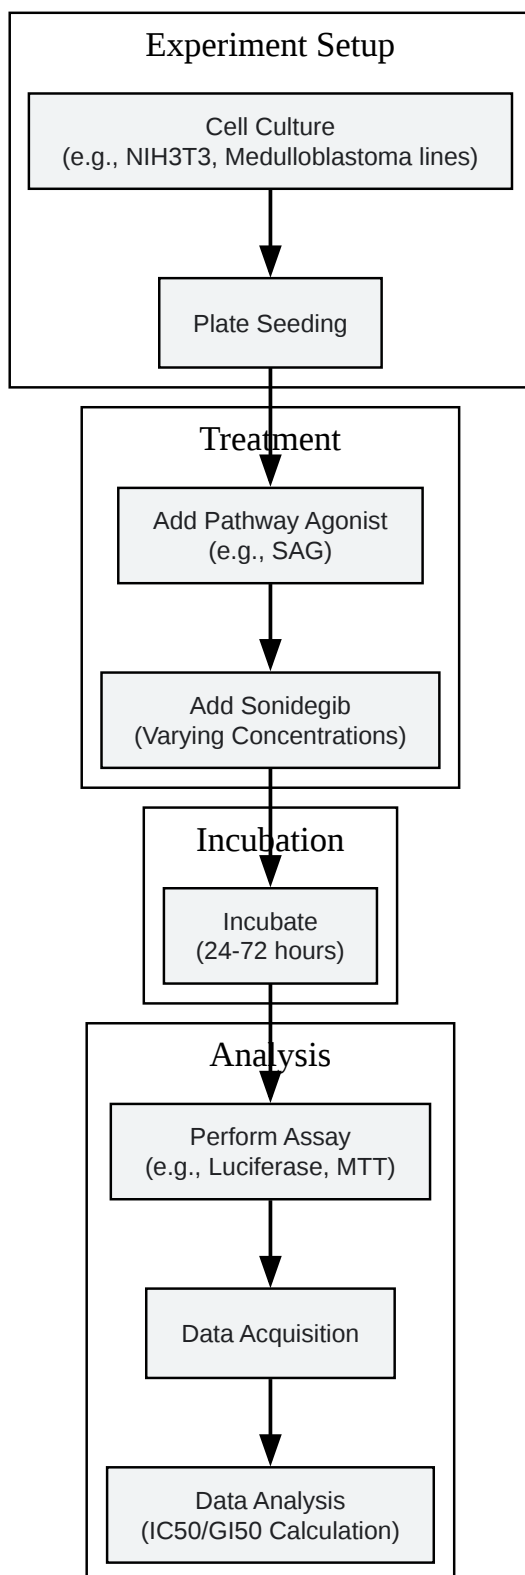 Experiment Setup
Cell Culture
(e.g., NIH3T3, Medulloblastoma lines)
Plate Seeding
Treatment
Add Pathway Agonist
(e.g., SAG)
Add Sonidegib
(Varying Concentrations)
Incubation
Incubate
(24-72 hours)
Analysis
Perform Assay
(e.g., Luciferase, MTT)
Data Acquisition
Data Analysis
(IC50/GI50 Calculation)